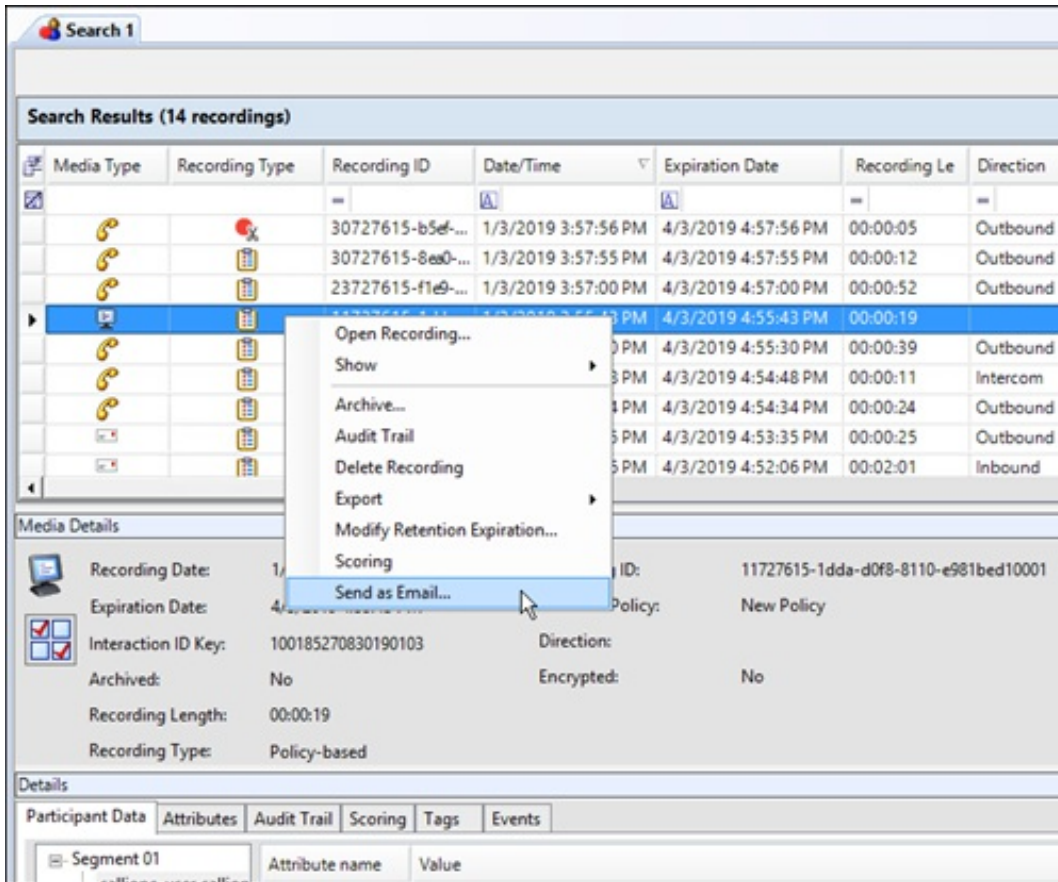 Search 1
Search Results (14 recordings)
Media Type Recording Type Recording ID Date/Time Expiration Date Recording Le Direction
= A A = =
30727615-b5ef-... 1/3/2019 3:57:56 PM 4/3/2019 4:57:56 PM 00:00:05 Outbound
30727615-8ea0-... 1/3/2019 3:57:55 PM 4/3/2019 4:57:55 PM 00:00:12 Outbound
23727615-f1e9-... 1/3/2019 3:57:00 PM 4/3/2019 4:57:00 PM 00:00:52 Outbound
PM 4/3/2019 4:55:43 PM 00:00:19
Open Recording...
PM 4/3/2019 4:55:30 PM 00:00:39 Outbound
Show
PM 4/3/2019 4:54:48 PM 00:00:11 Intercom
Archive...
PM 4/3/2019 4:54:34 PM 00:00:24 Outbound
Audit Trail
PM 4/3/2019 4:53:35 PM 00:00:25 Outbound
Delete Recording
PM 4/3/2019 4:52:06 PM 00:02:01 Inbound
Export
Modify Retention Expiration...
Scoring
Send as Email...
Media Details
Recording Date: ID: 11727615-1dda-d0f8-8110-e981bed10001
Expiration Date: Policy: New Policy
Interaction ID Key: 100185270830190103 Direction:
Archived: No Encrypted: No
Recording Length: 00:00:19
Recording Type: Policy-based
Details
Participant Data Attributes Audit Trail Scoring Tags Events
Segment 01 Attribute name Value